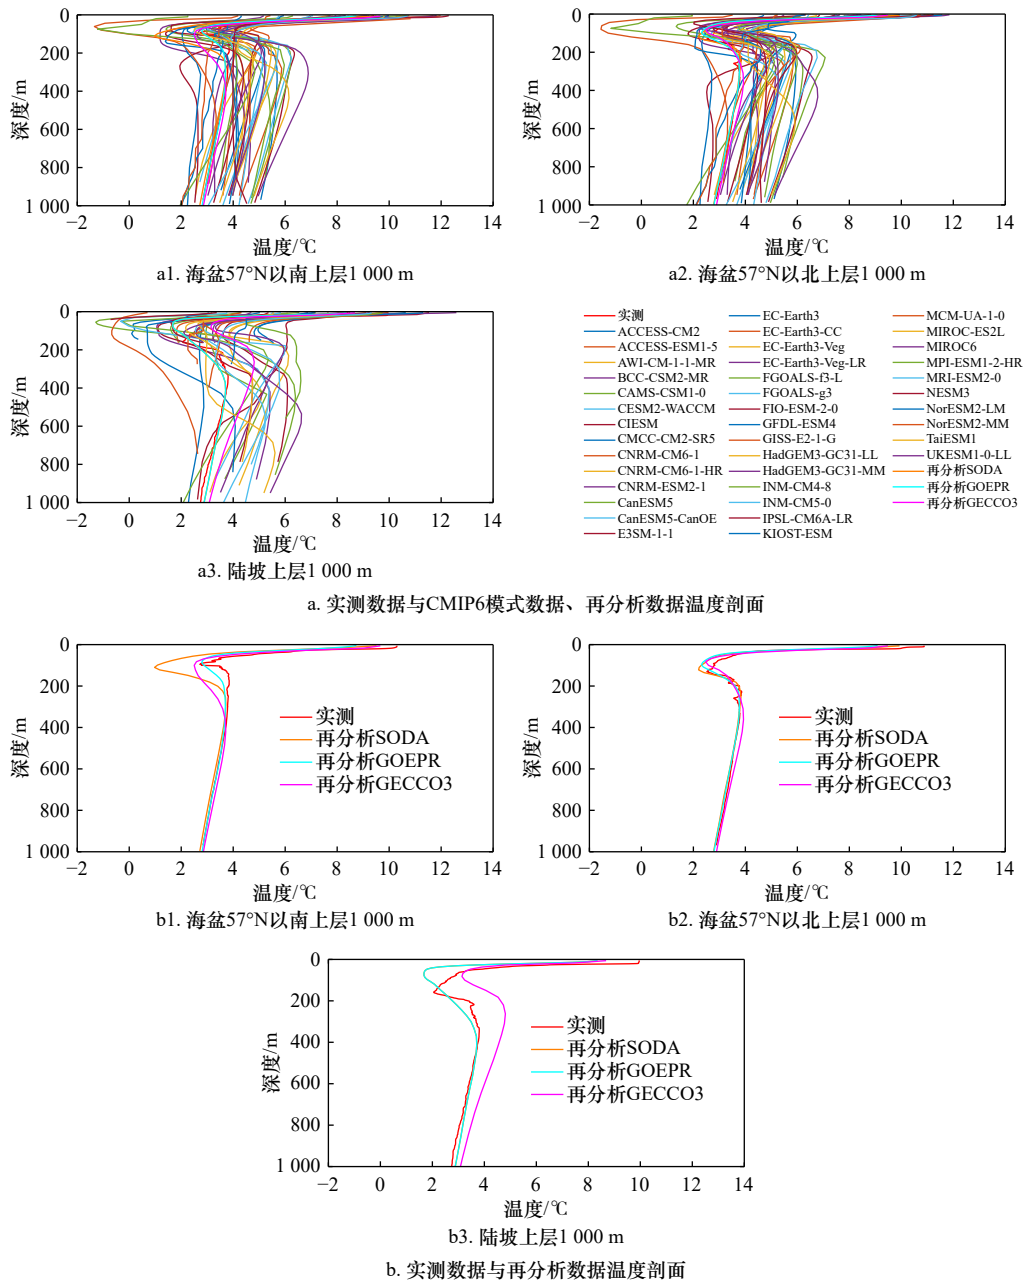 0
200
400
600
800
1 000
深度/m
−2 0 2 4 6 8 10 12 14
温度/℃
a1. 海盆57°N以南上层1 000 m
0
200
400
600
800
1 000
深度/m
−2 0 2 4 6 8 10 12 14
温度/℃
a2. 海盆57°N以北上层1 000 m
0
200
400
600
800
1 000
深度/m
−2 0 2 4 6 8 10 12 14
温度/℃
a3. 陆坡上层1 000 m
实测
ACCESS-CM2
ACCESS-ESM1-5
AWI-CM-1-1-MR
BCC-CSM2-MR
CAMS-CSM1-0
CESM2-WACCM
CIESM
CMCC-CM2-SR5
CNRM-CM6-1
CNRM-CM6-1-HR
CNRM-ESM2-1
CanESM5
CanESM5-CanOE
E3SM-1-1
EC-Earth3
EC-Earth3-CC
EC-Earth3-Veg
EC-Earth3-Veg-LR
FGOALS-f3-L
FGOALS-g3
FIO-ESM-2-0
GFDL-ESM4
GISS-E2-1-G
HadGEM3-GC31-LL
HadGEM3-GC31-MM
INM-CM4-8
INM-CM5-0
IPSL-CM6A-LR
KIOST-ESM
MCM-UA-1-0
MIROC-ES2L
MIROC6
MPI-ESM1-2-HR
MRI-ESM2-0
NESM3
NorESM2-LM
NorESM2-MM
TaiESM1
UKESM1-0-LL
再分析SODA
再分析GOEPR
再分析GECCO3
a. 实测数据与CMIP6模式数据、再分析数据温度剖面
0
200
400
600
800
1 000
深度/m
实测
再分析SODA
再分析GOEPR
再分析GECCO3
−2 0 2 4 6 8 10 12 14
温度/℃
b1. 海盆57°N以南上层1 000 m
0
200
400
600
800
1 000
深度/m
实测
再分析SODA
再分析GOEPR
再分析GECCO3
−2 0 2 4 6 8 10 12 14
温度/℃
b2. 海盆57°N以北上层1 000 m
0
200
400
600
800
1 000
深度/m
实测
再分析SODA
再分析GOEPR
再分析GECCO3
−2 0 2 4 6 8 10 12 14
温度/℃
b3. 陆坡上层1 000 m
b. 实测数据与再分析数据温度剖面